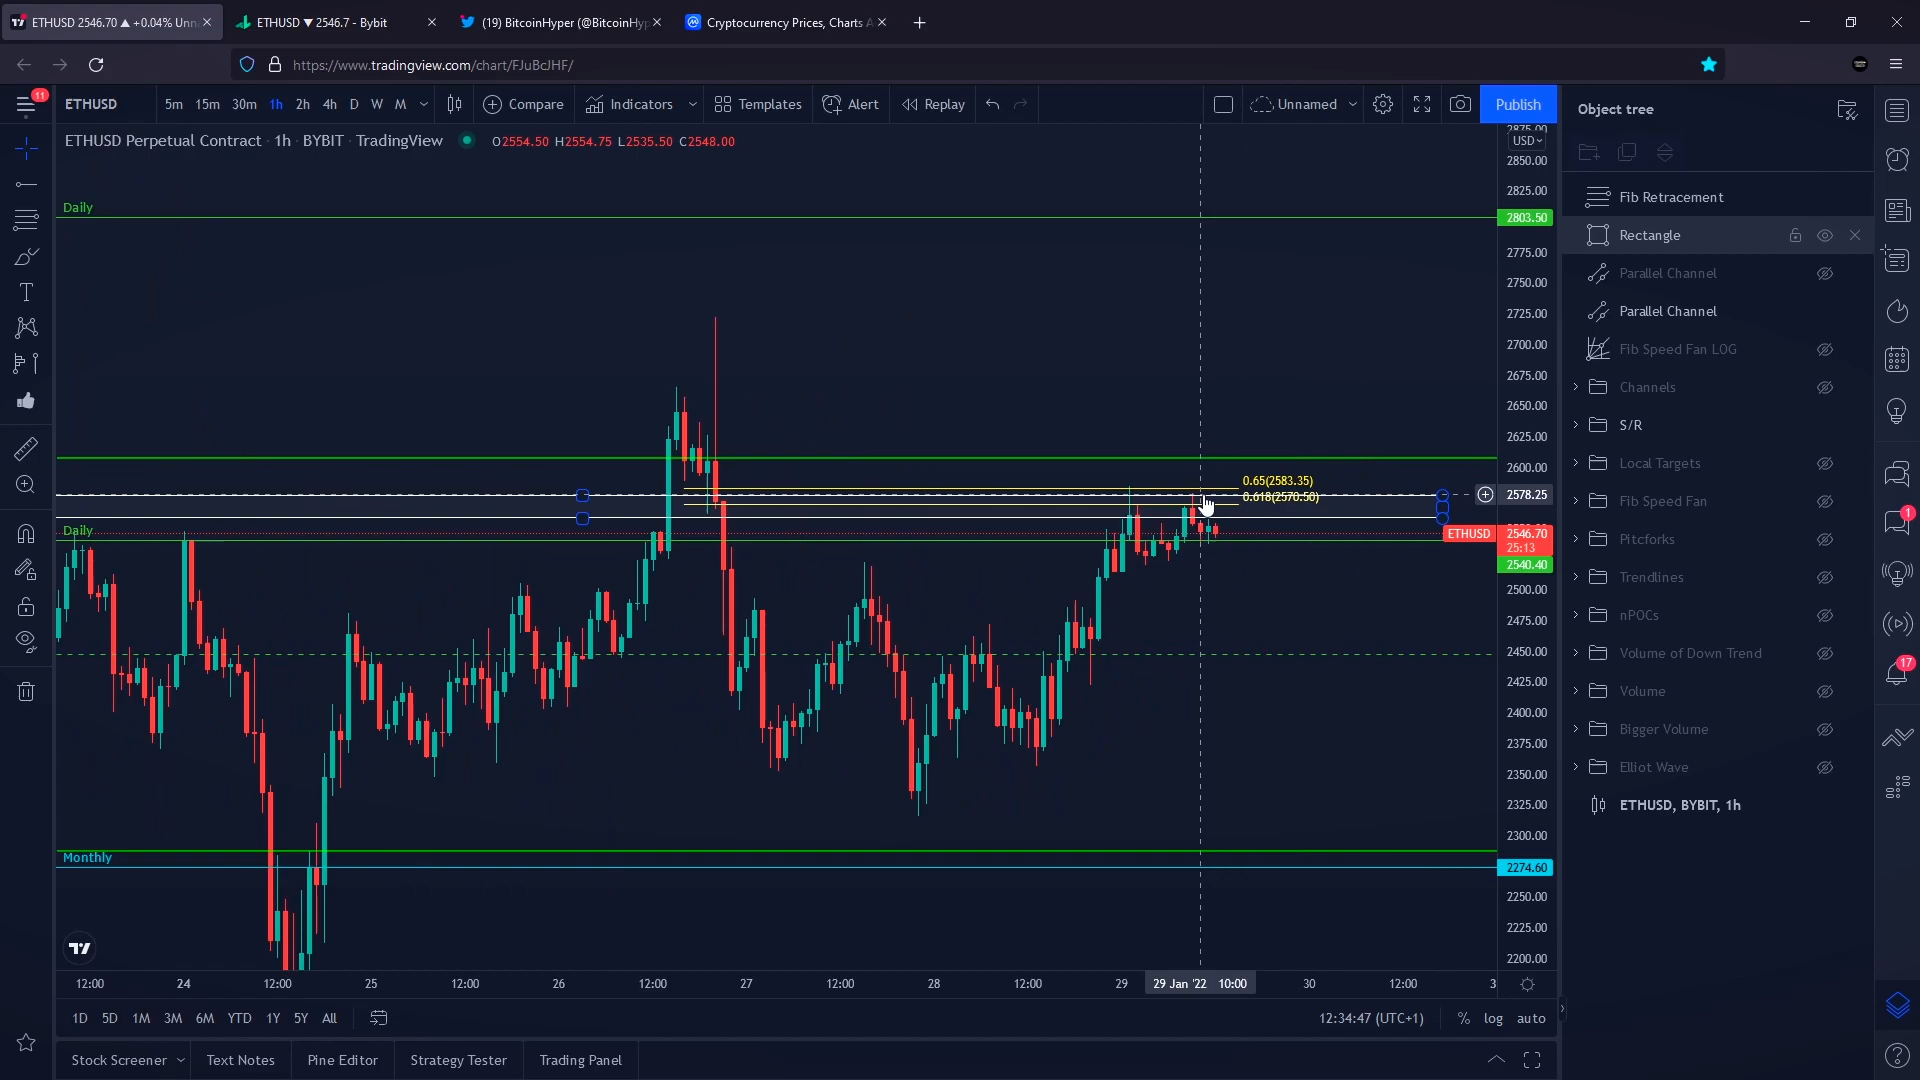 ETHUSD 2546.70 ▲ +0.04% Unn
ETHUSD ▼ 2546.7 - Bybit
(19) BitcoinHyper (@BitcoinHyp
Cryptocurrency Prices, Charts A
https://www.tradingview.com/chart/FJuBcJHF/
11
ETHUSD
5m 15m 30m 1h 2h 4h D W M
Compare
Indicators
Templates
Alert
Replay
Unnamed
Publish
Object tree
ETHUSD Perpetual Contract · 1h · BYBIT · TradingView
O2554.50 H2554.75 L2535.50 C2548.00
USD
2875.00
2850.00
2825.00
Daily
2803.50
2775.00
2750.00
2725.00
2700.00
2675.00
2650.00
2625.00
2600.00
0.65(2583.35)
0.618(2570.50)
2578.25
Daily
ETHUSD
2546.70
25:13
2540.40
2500.00
2475.00
2450.00
2425.00
2400.00
2375.00
2350.00
2325.00
2300.00
Monthly
2274.60
2250.00
2225.00
2200.00
12:00 24 12:00 25 12:00 26 12:00 27 12:00 28 12:00 29 29 Jan '22 10:00 30 12:00 3
1D 5D 1M 3M 6M YTD 1Y 5Y All
12:34:47 (UTC+1)
% log auto
Stock Screener
Text Notes
Pine Editor
Strategy Tester
Trading Panel
Fib Retracement
Rectangle
Parallel Channel
Parallel Channel
Fib Speed Fan LOG
Channels
S/R
Local Targets
Fib Speed Fan
Pitcforks
Trendlines
nPOCs
Volume of Down Trend
Volume
Bigger Volume
Elliot Wave
ETHUSD, BYBIT, 1h
1
17